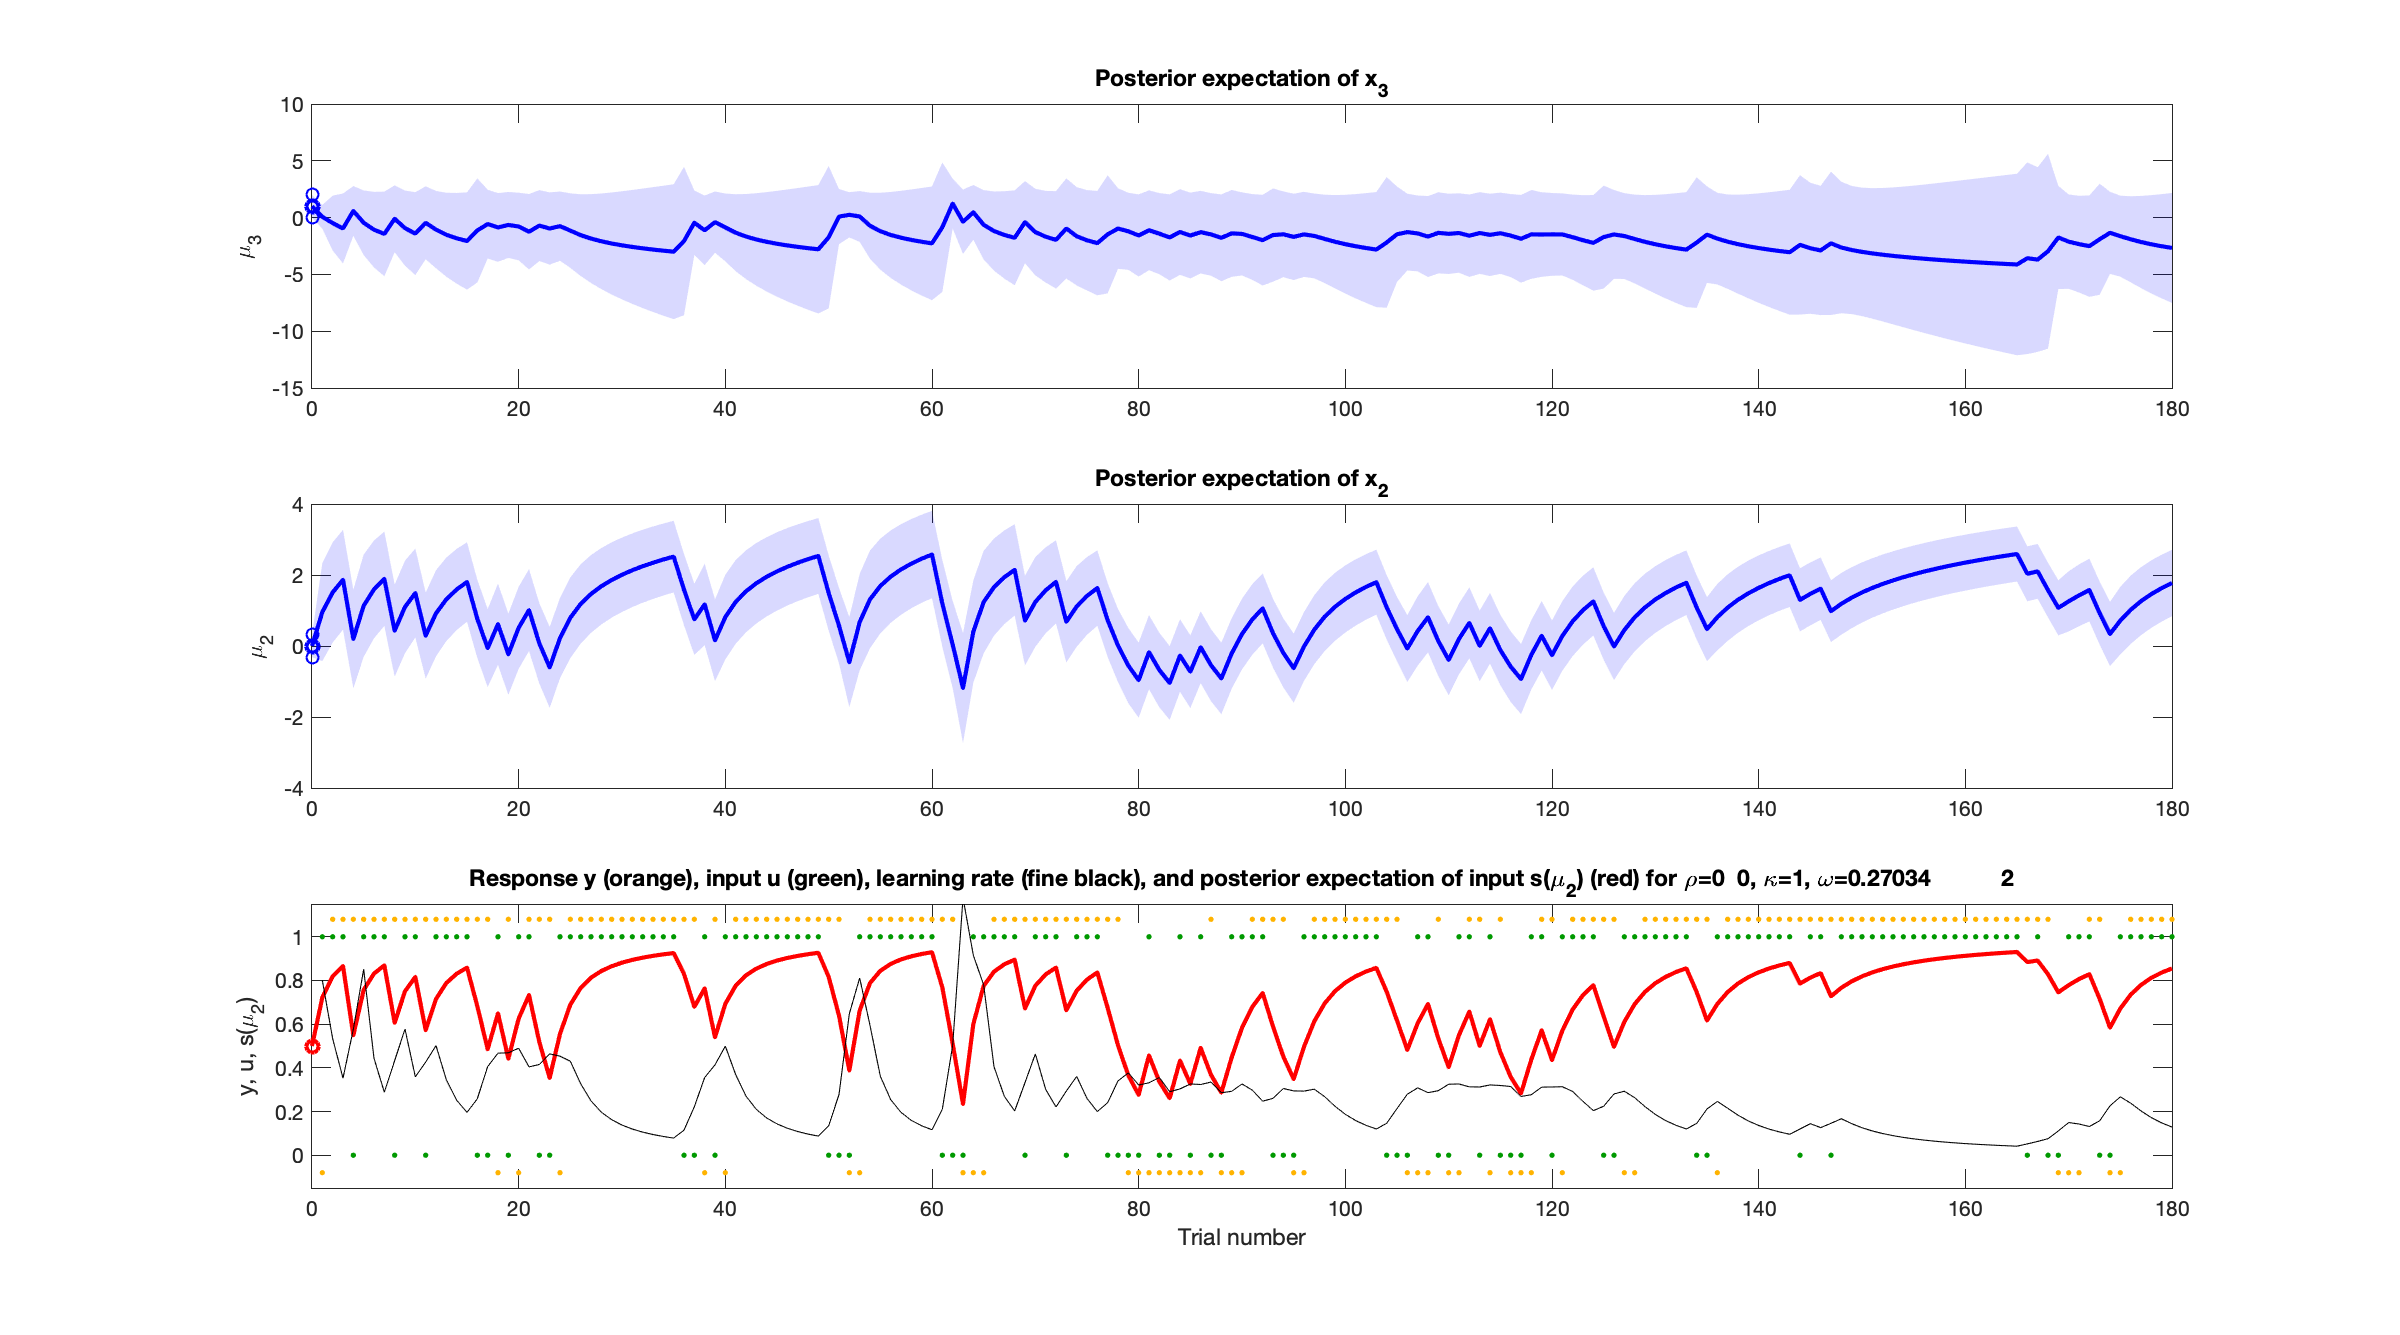 Posterior expectation of x3
10
5
0
-5
-10
-15
μ3
0 20 40 60 80 100 120 140 160 180
Posterior expectation of x2
4
2
0
-2
-4
μ2
0 20 40 60 80 100 120 140 160 180
Response y (orange), input u (green), learning rate (fine black), and posterior expectation of input s(μ2) (red) for ρ=0 0, κ=1, ω=0.27034 2
1
0.8
0.6
0.4
0.2
0
y, u, s(μ2)
0 20 40 60 80 100 120 140 160 180
Trial number